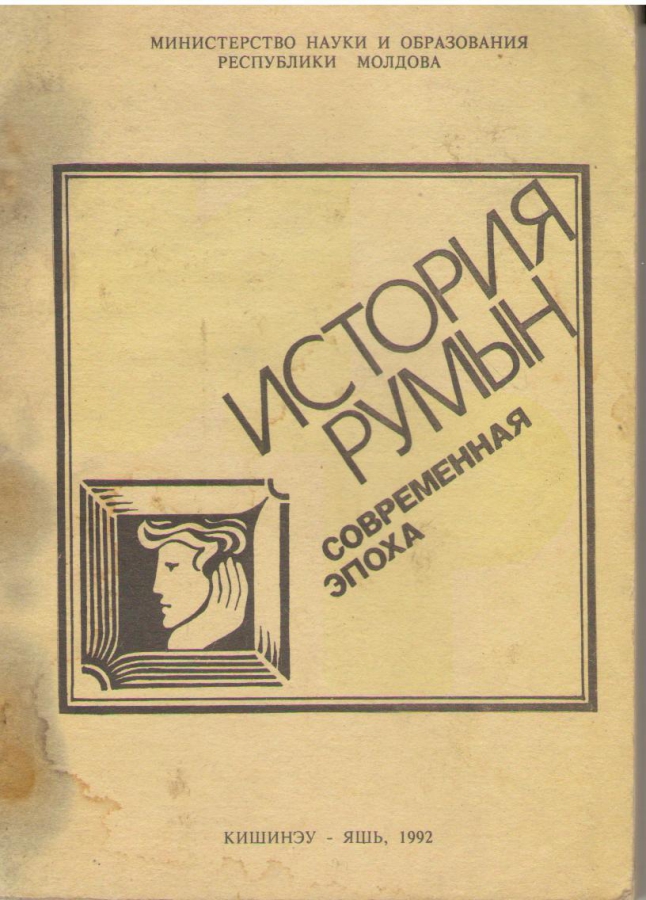 МИНИСТЕРСТВО НАУКИ И ОБРАЗОВАНИЯ
РЕСПУБЛИКИ МОЛДОВА
ИСТОРИЯ
РУМЫН
СОВРЕМЕННАЯ
ЭПОХА
КИШИНЭУ - ЯШЬ, 1992